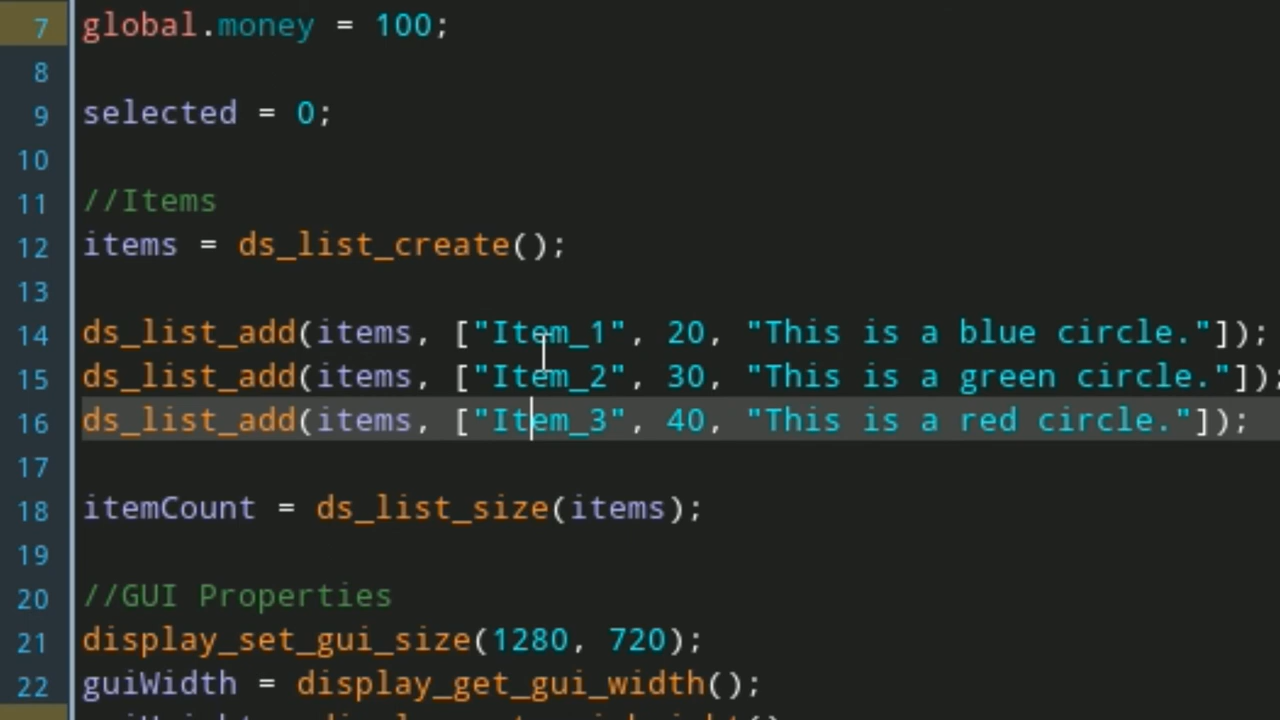 7 global.money = 100;
8
9 selected = 0;
10
11 //Items
12 items = ds_list_create();
13
14 ds_list_add(items, ["Item_1", 20, "This is a blue circle."]);
15 ds_list_add(items, ["Item_2", 30, "This is a green circle."]);
16 ds_list_add(items, ["Item_3", 40, "This is a red circle."]);
17
18 itemCount = ds_list_size(items);
19
20 //GUI Properties
21 display_set_gui_size(1280, 720);
22 guiWidth = display_get_gui_width();